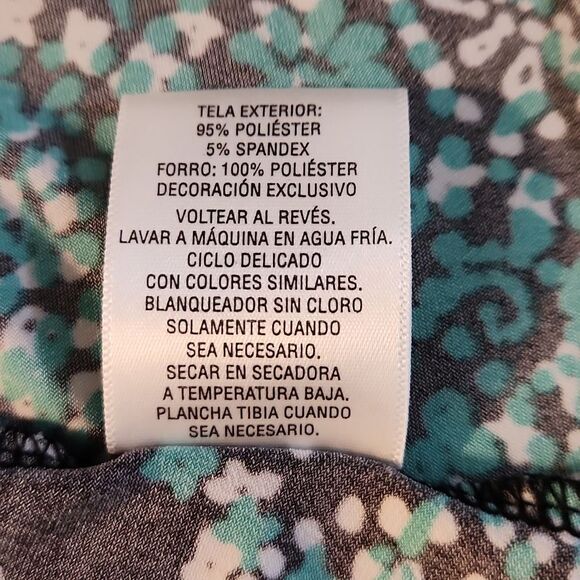 TELA EXTERIOR:
95% POLIÉSTER
5% SPANDEX
FORRO: 100% POLIÉSTER
DECORACIÓN EXCLUSIVO
VOLTEAR AL REVÉS.
LAVAR A MÁQUINA EN AGUA FRÍA.
CICLO DELICADO
CON COLORES SIMILARES.
BLANQUEADOR SIN CLORO
SOLAMENTE CUANDO
SEA NECESARIO.
SECAR EN SECADORA
A TEMPERATURA BAJA.
PLANCHA TIBIA CUANDO
SEA NECESARIO.